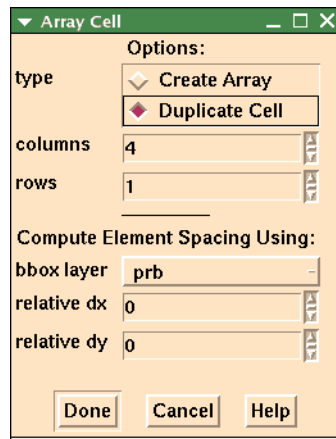 Array Cell
Options:
type
Create Array
Duplicate Cell
columns 4
rows 1
Compute Element Spacing Using:
bbox layer prb
relative dx 0
relative dy 0
Done Cancel Help